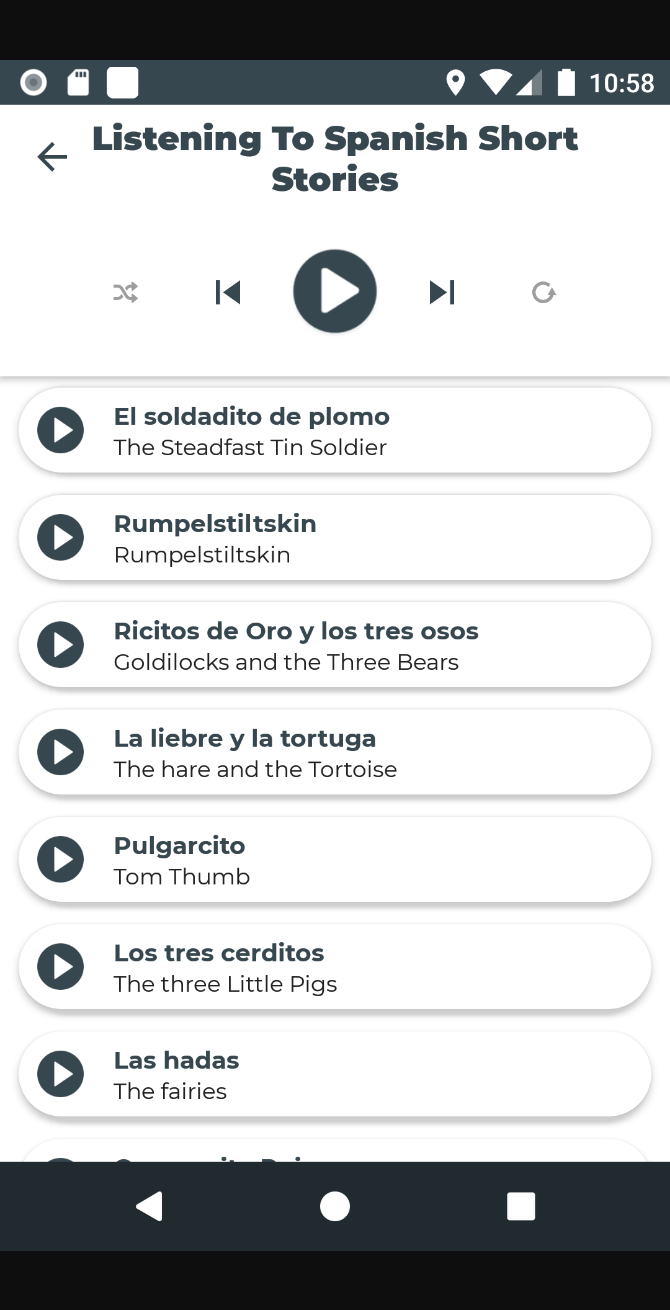 10:58
Listening To Spanish Short
Stories
El soldadito de plomo
The Steadfast Tin Soldier
Rumpelstiltskin
Rumpelstiltskin
Ricitos de Oro y los tres osos
Goldilocks and the Three Bears
La liebre y la tortuga
The hare and the Tortoise
Pulgarcito
Tom Thumb
Los tres cerditos
The three Little Pigs
Las hadas
The fairies